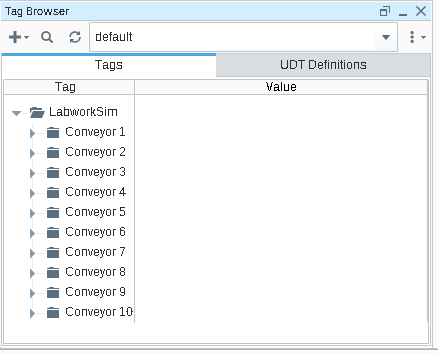 Tag Browser
default
Tags UDT Definitions
Tag Value
LabworkSim
Conveyor 1
Conveyor 2
Conveyor 3
Conveyor 4
Conveyor 5
Conveyor 6
Conveyor 7
Conveyor 8
Conveyor 9
Conveyor 10